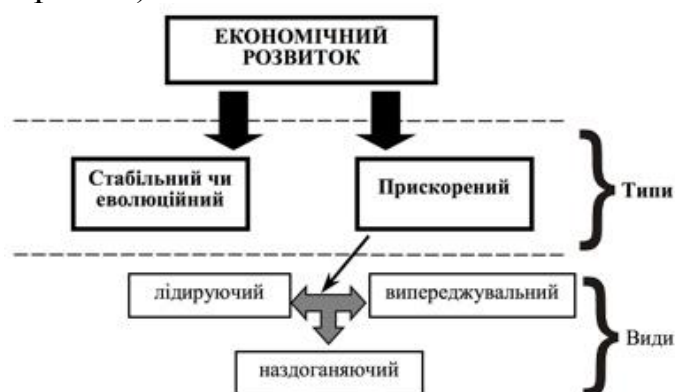 ЕКОНОМІЧНИЙ
РОЗВИТОК
Стабільний чи
еволюційний
Прискорений
Типи
лідируючий
випереджувальний
Види
наздоганяючий